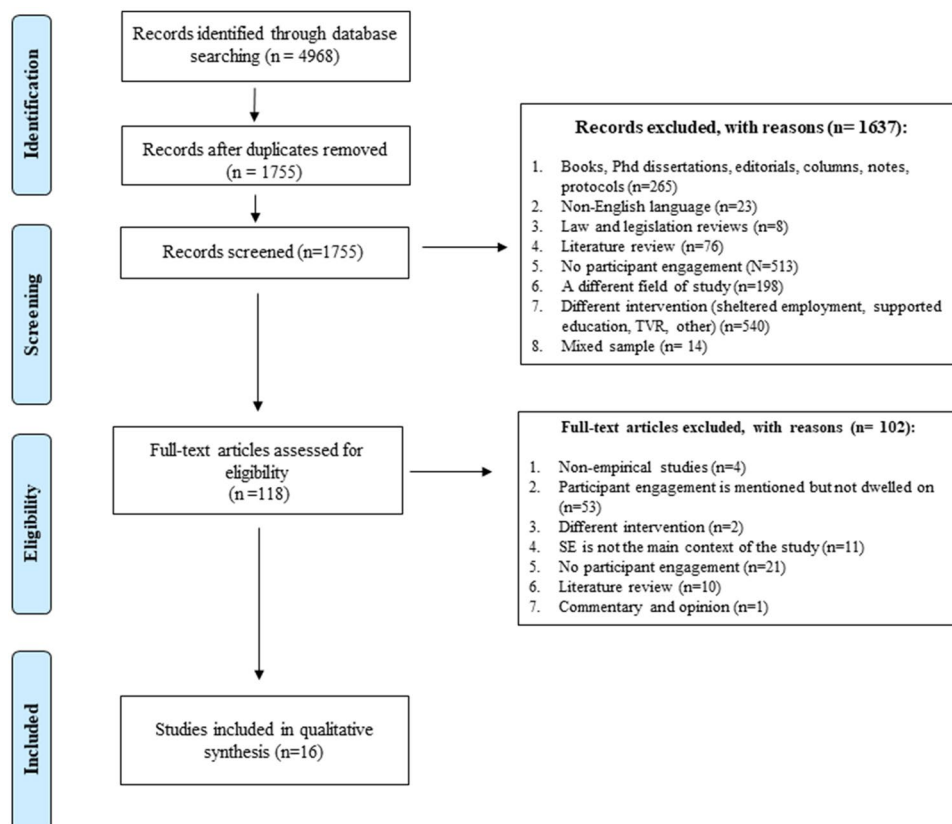 Identification
Records identified through database
searching (n = 4968)
Records after duplicates removed
(n = 1755)
Screening
Records screened (n=1755)
Records excluded, with reasons (n= 1637):
1. Books, Phd dissertations, editorials, columns, notes,
protocols (n=265)
2. Non-English language (n=23)
3. Law and legislation reviews (n=8)
4. Literature review (n=76)
5. No participant engagement (N=513)
6. A different field of study (n=198)
7. Different intervention (sheltered employment, supported
education, TVR, other) (n=540)
8. Mixed sample (n= 14)
Eligibility
Full-text articles assessed for
eligibility
(n =118)
Full-text articles excluded, with reasons (n= 102):
1. Non-empirical studies (n=4)
2. Participant engagement is mentioned but not dwelled on
(n=53)
3. Different intervention (n=2)
4. SE is not the main context of the study (n=11)
5. No participant engagement (n=21)
6. Literature review (n=10)
7. Commentary and opinion (n=1)
Included
Studies included in qualitative
synthesis (n=16)